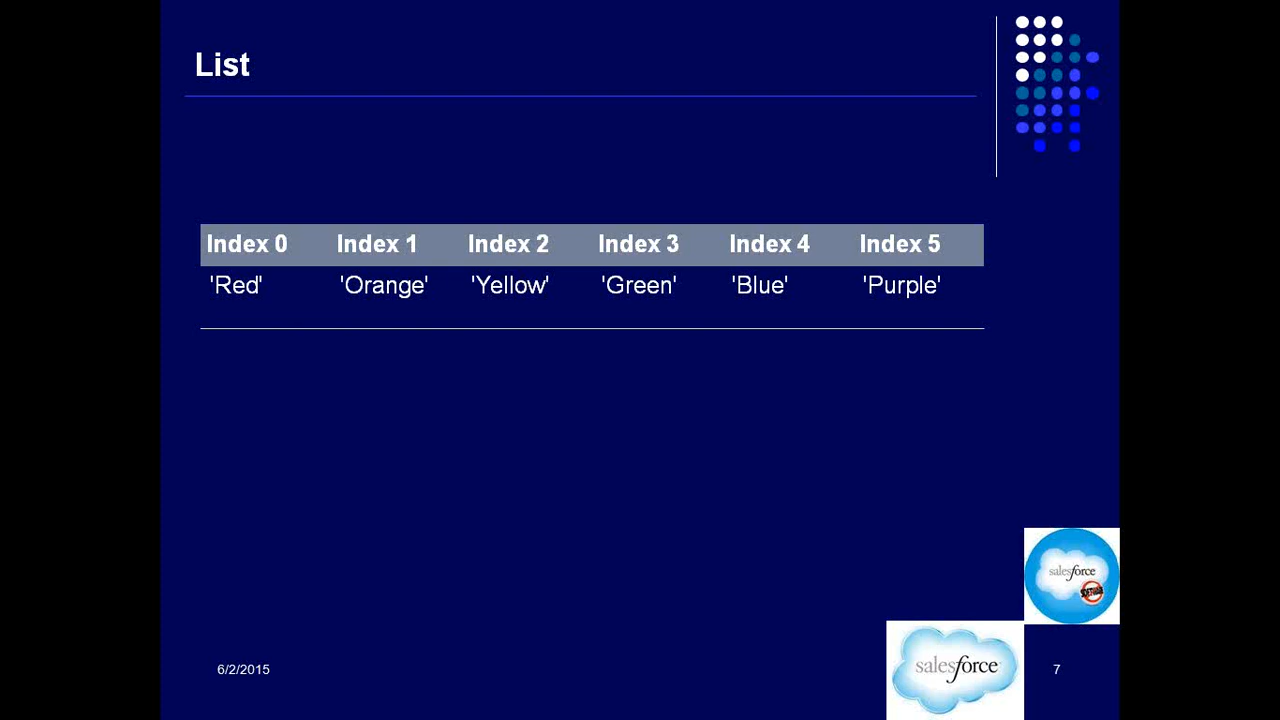 List
Index 0 Index 1 Index 2 Index 3 Index 4 Index 5
'Red' 'Orange' 'Yellow' 'Green' 'Blue' 'Purple'
salesforce
6/2/2015
salesforce
7